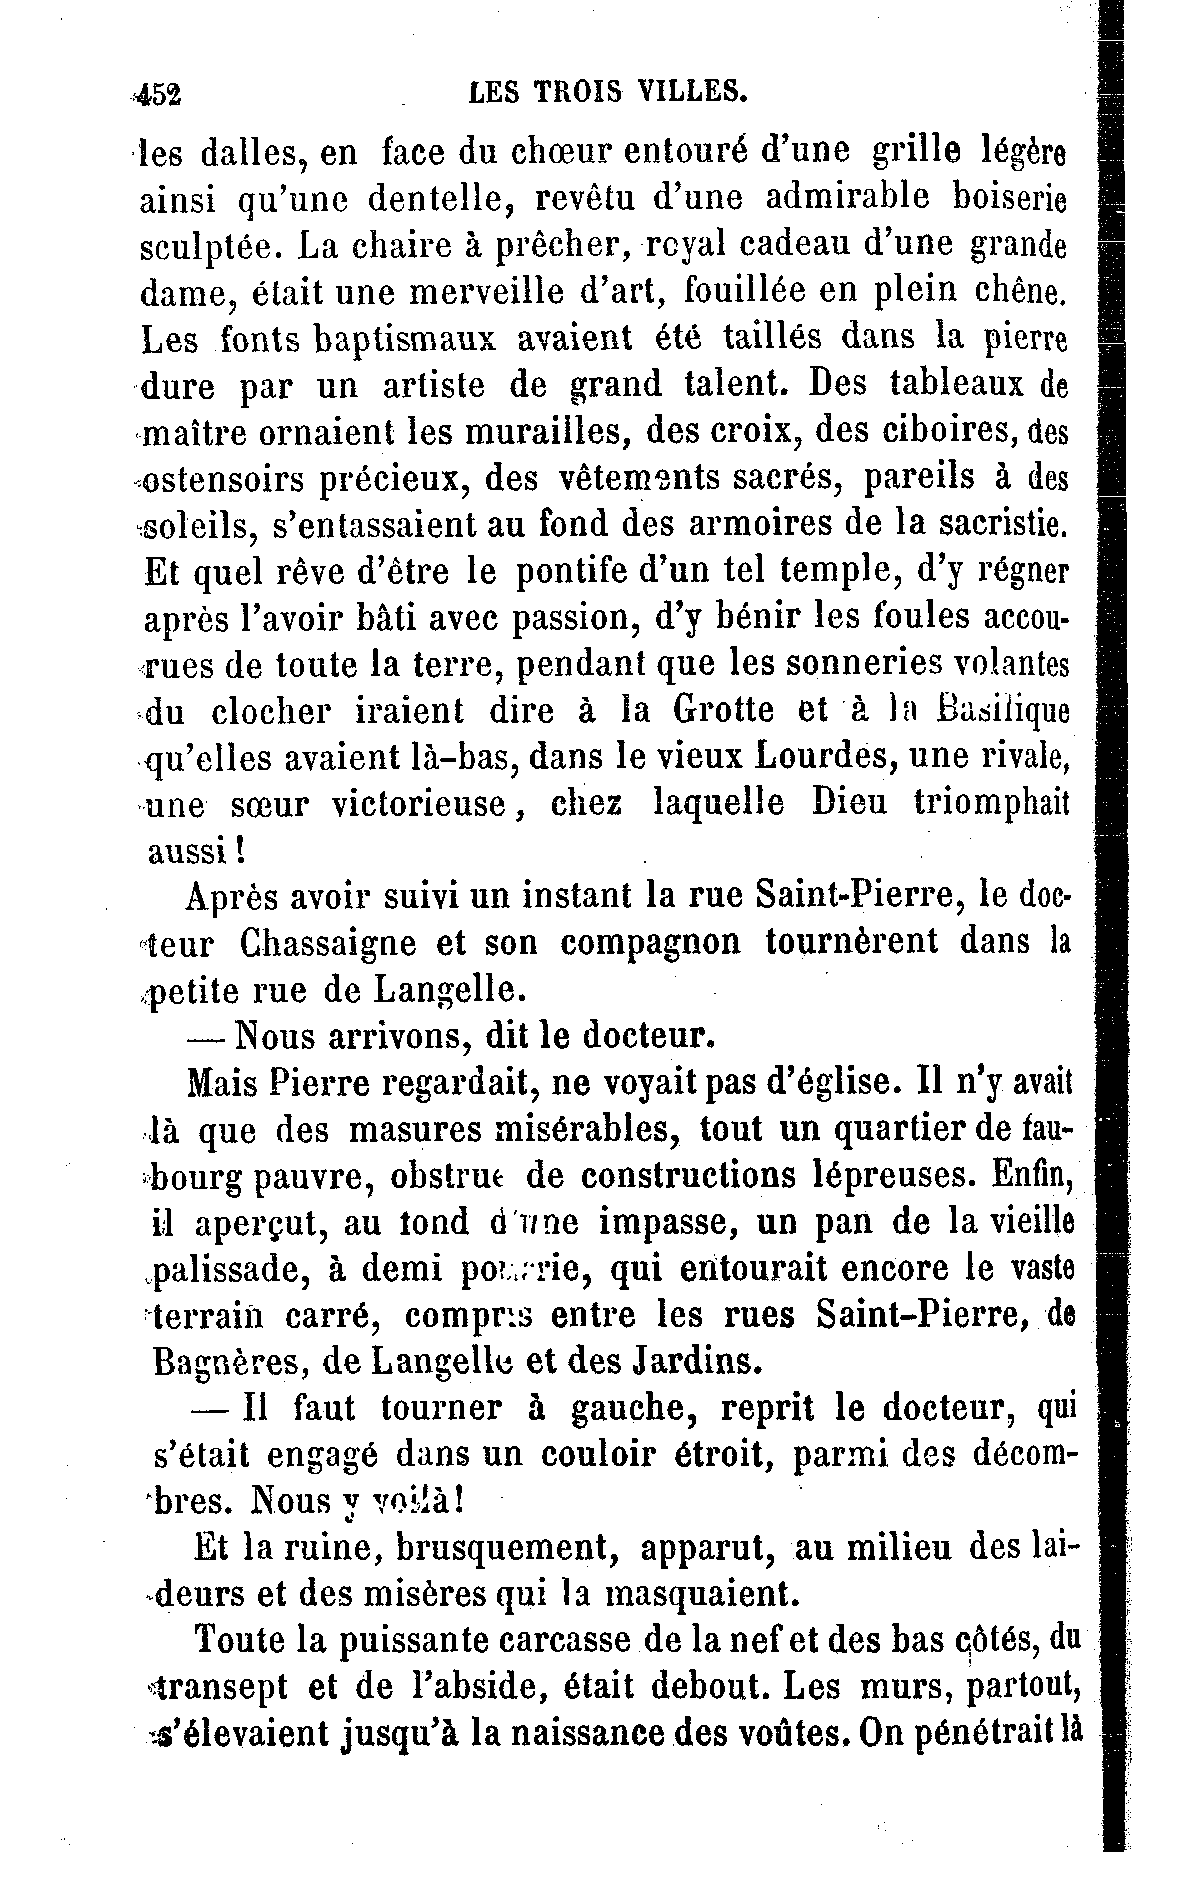 452 LES TROIS VILLES.
les dalles, en face du chœur entouré d'une grille légère
ainsi qu'une dentelle, revêtu d'une admirable boiserie
sculptée. La chaire à prêcher, royal cadeau d'une grande
dame, était une merveille d'art, fouillée en plein chêne.
Les fonts baptismaux avaient été taillés dans la pierre
dure par un artiste de grand talent. Des tableaux de
maître ornaient les murailles, des croix, des ciboires, des
ostensoirs précieux, des vêtements sacrés, pareils à des
soleils, s'entassaient au fond des armoires de la sacristie.
Et quel rêve d'être le pontife d'un tel temple, d'y régner
après l'avoir bâti avec passion, d'y bénir les foules accou-
rues de toute la terre, pendant que les sonneries volantes
du clocher iraient dire à la Grotte et à la Basilique
qu'elles avaient là-bas, dans le vieux Lourdes, une rivale,
une sœur victorieuse, chez laquelle Dieu triomphait
aussi !
Après avoir suivi un instant la rue Saint-Pierre, le doc-
teur Chassaigne et son compagnon tournèrent dans la
petite rue de Langelle.
— Nous arrivons, dit le docteur.
Mais Pierre regardait, ne voyait pas d'église. Il n'y avait
là que des masures misérables, tout un quartier de fau-
bourg pauvre, obstrué de constructions lépreuses. Enfin,
il aperçut, au fond d'une impasse, un pan de la vieille
palissade, à demi pourrie, qui entourait encore le vaste
terrain carré, compris entre les rues Saint-Pierre, de
Bagnères, de Langelle et des Jardins.
— Il faut tourner à gauche, reprit le docteur, qui
s'était engagé dans un couloir étroit, parmi des décom-
bres. Nous y voilà !
Et la ruine, brusquement, apparut, au milieu des lai-
deurs et des misères qui la masquaient.
Toute la puissante carcasse de la nef et des bas côtés, du
transept et de l'abside, était debout. Les murs, partout,
s'élevaient jusqu'à la naissance des voûtes. On pénétrait là